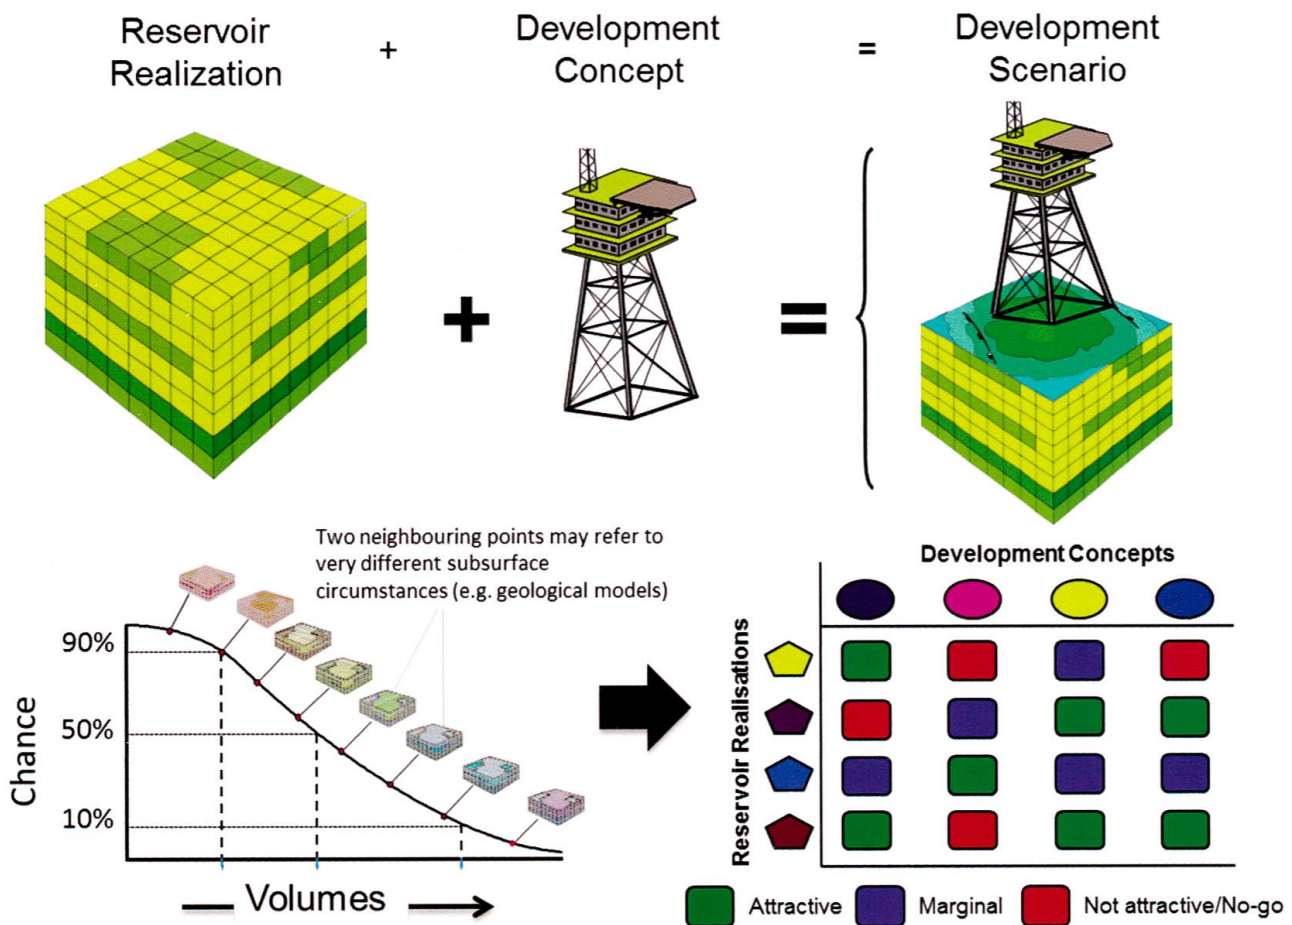 Reservoir
Realization
+
Development
Concept
=
Development
Scenario
+
=
Two neighbouring points may refer to
very different subsurface
circumstances (e.g. geological models)
90%
50%
10%
Chance
Volumes
Development Concepts
Reservoir Realisations
Attractive
Marginal
Not attractive/No-go